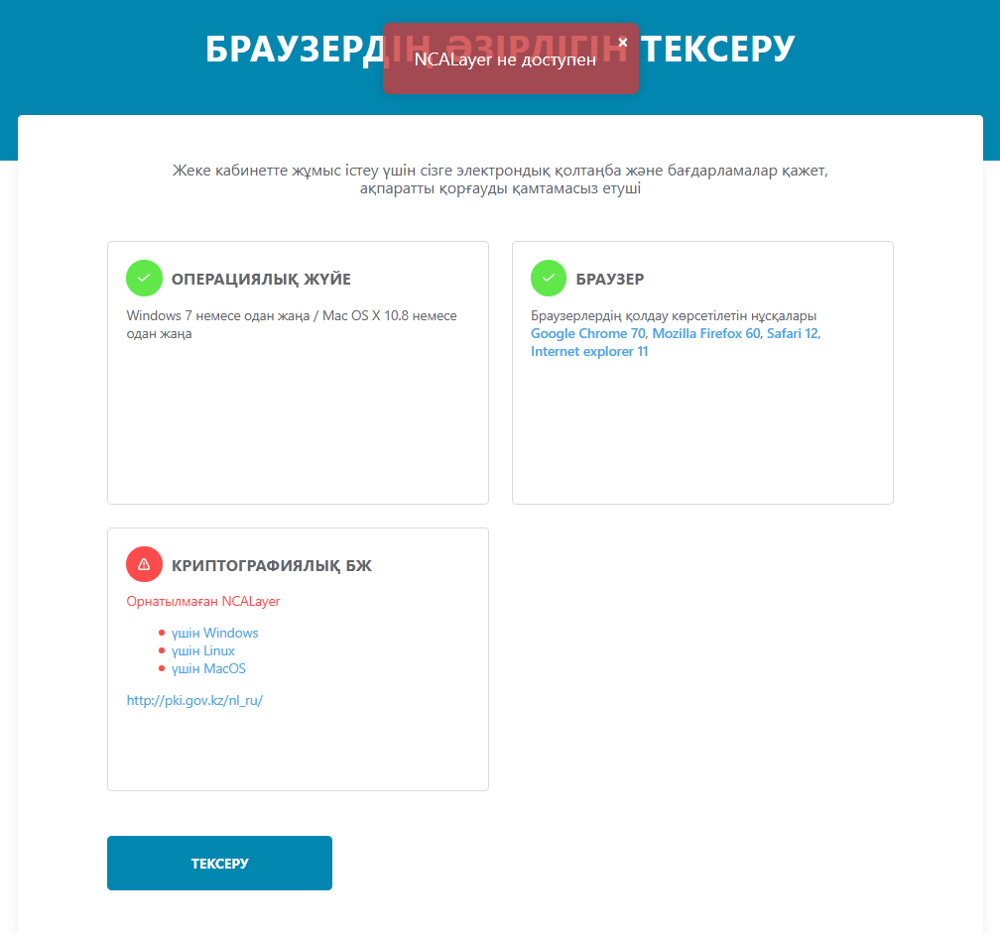 БРАУЗЕРДІҢ ӘЗІРЛІГІН ТЕКСЕРУ
×
NCALayer не доступен
Жеке кабинетте жұмыс істеу үшін сізге электрондық қолтаңба және бағдарламалар қажет,
ақпаратты қорғауды қамтамасыз етуші
ОПЕРАЦИЯЛЫҚ ЖҮЙЕ
Windows 7 немесе одан жаңа / Mac OS X 10.8 немесе
одан жаңа
БРАУЗЕР
Браузерлердің қолдау көрсетілетін нұсқалары
Google Chrome 70, Mozilla Firefox 60, Safari 12,
Internet explorer 11
КРИПТОГРАФИЯЛЫҚ БЖ
Орнатылмаған NCALayer
үшін Windows
үшін Linux
үшін MacOS
http://pki.gov.kz/nl_ru/
ТЕКСЕРУ